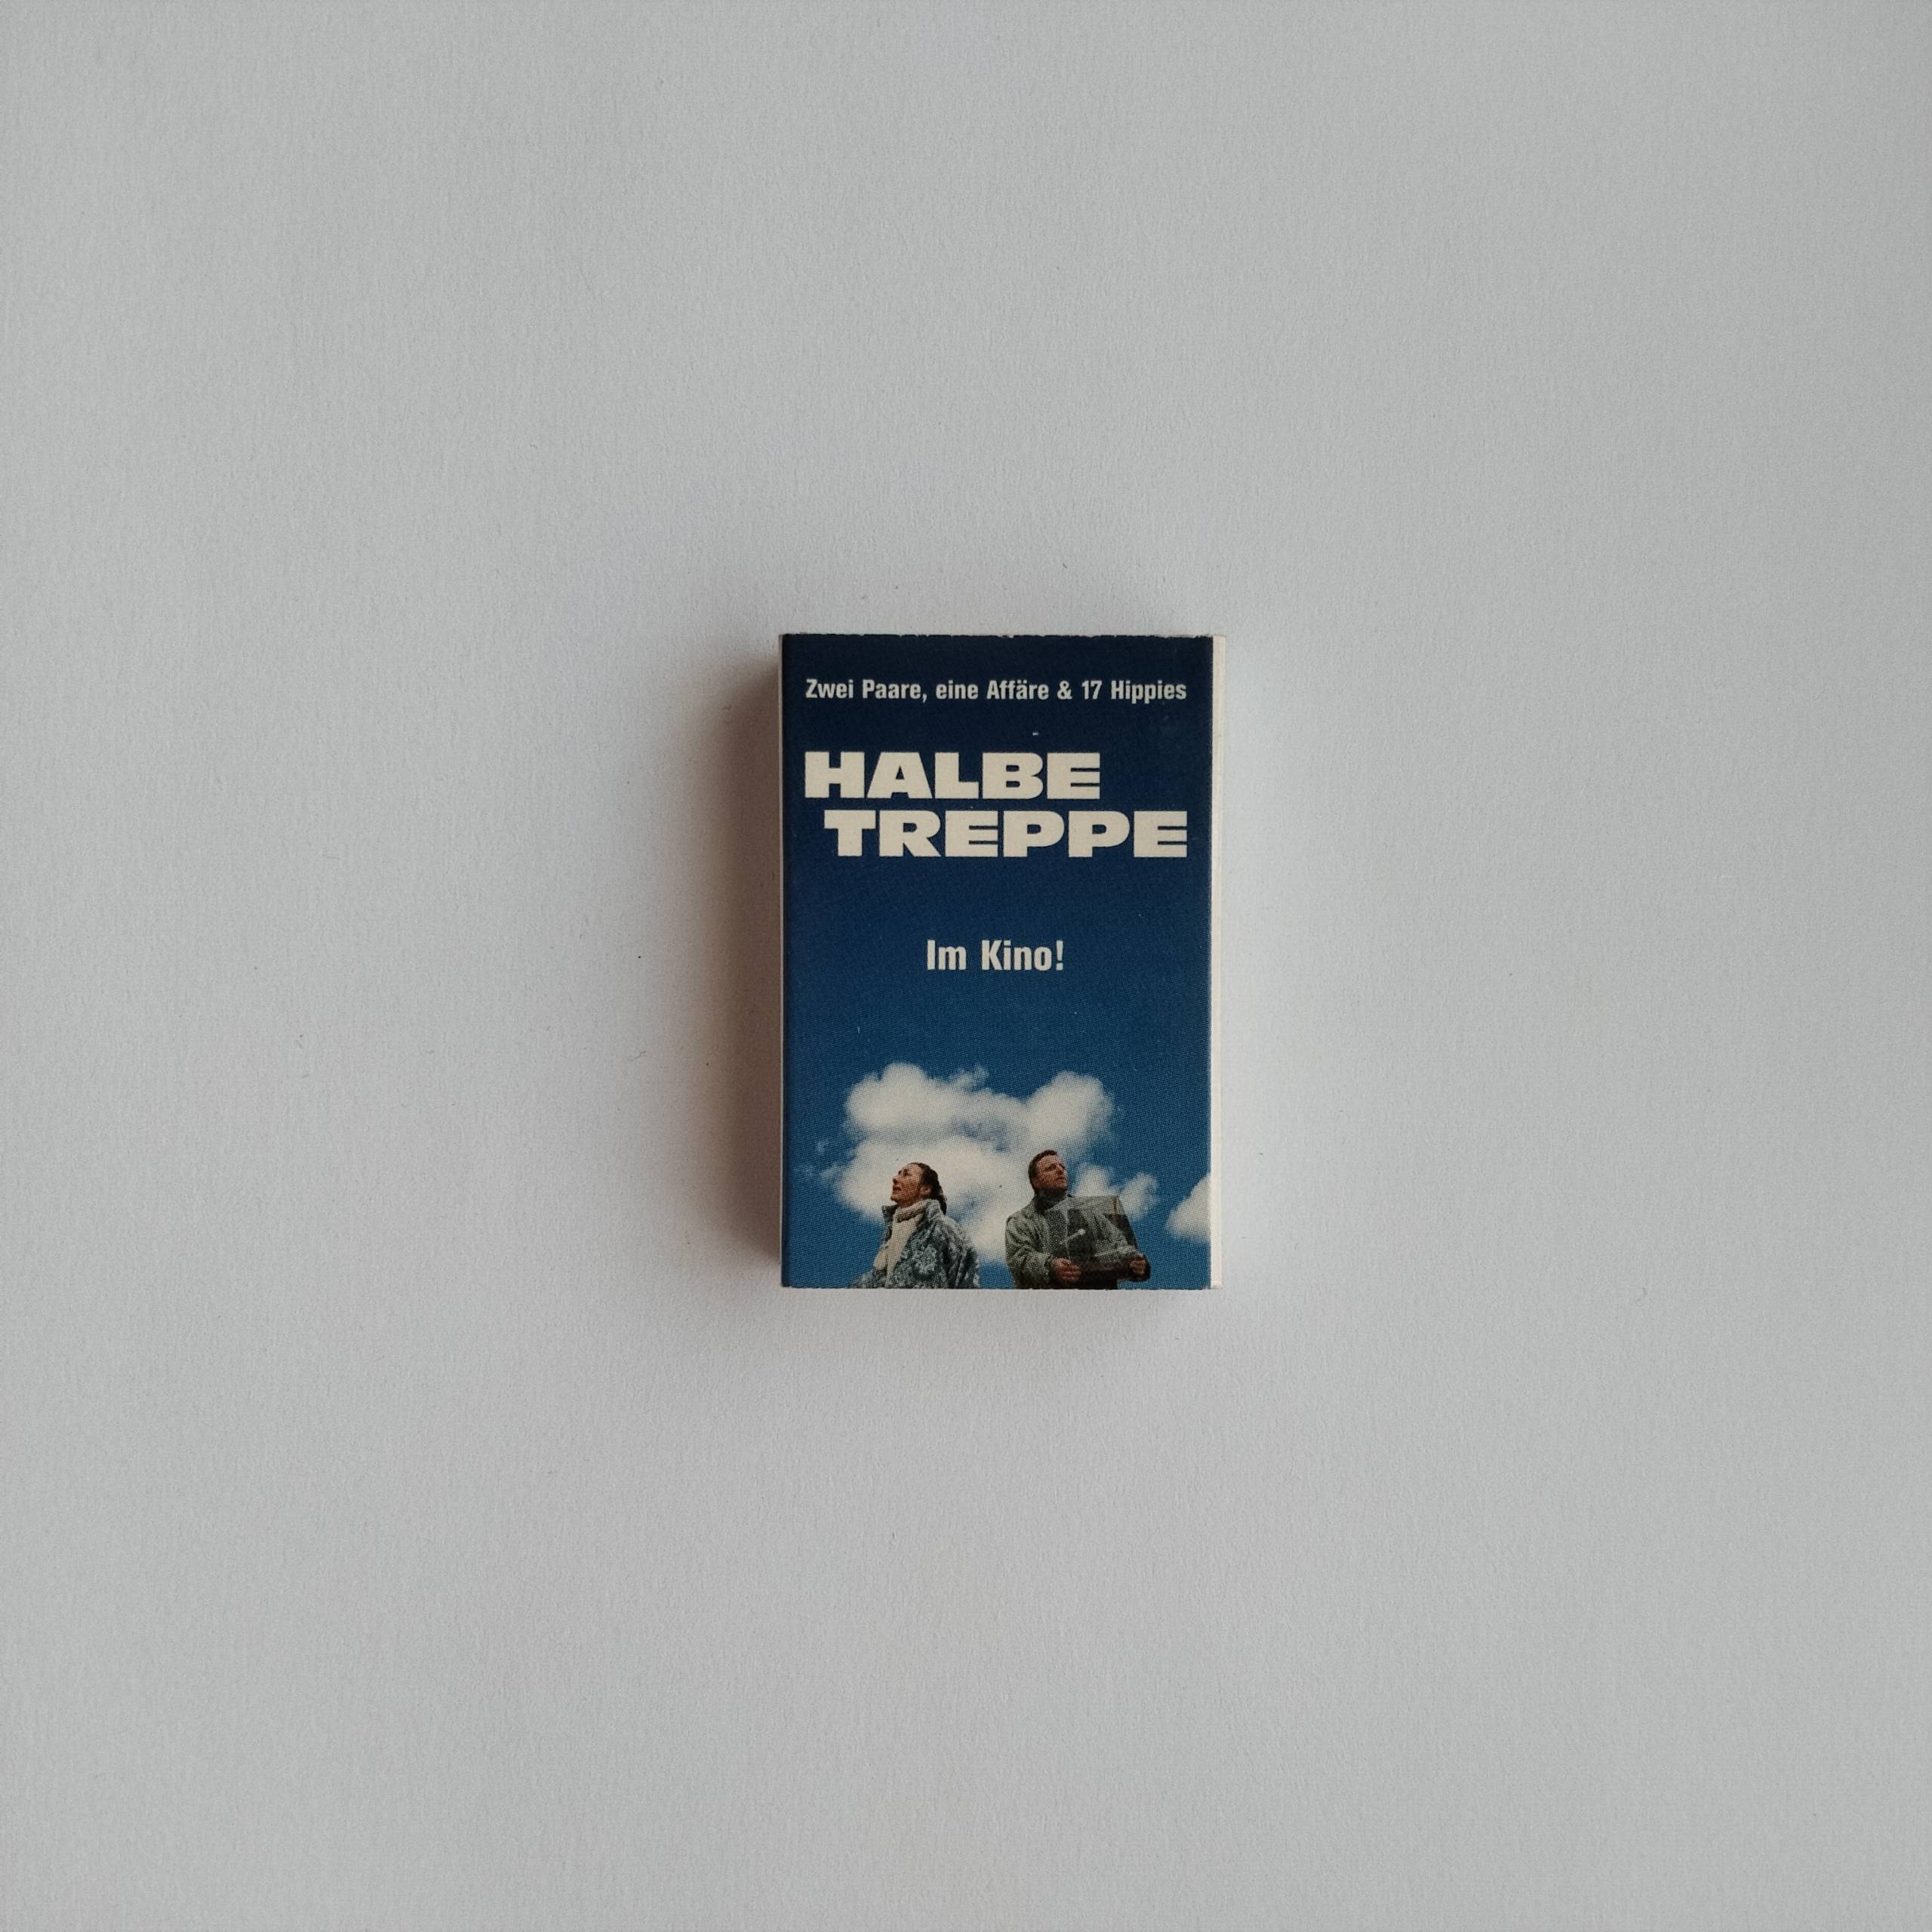 Zwei Paare, eine Affäre & 17 Hippies
HALBE
TREPPE
Im Kino!